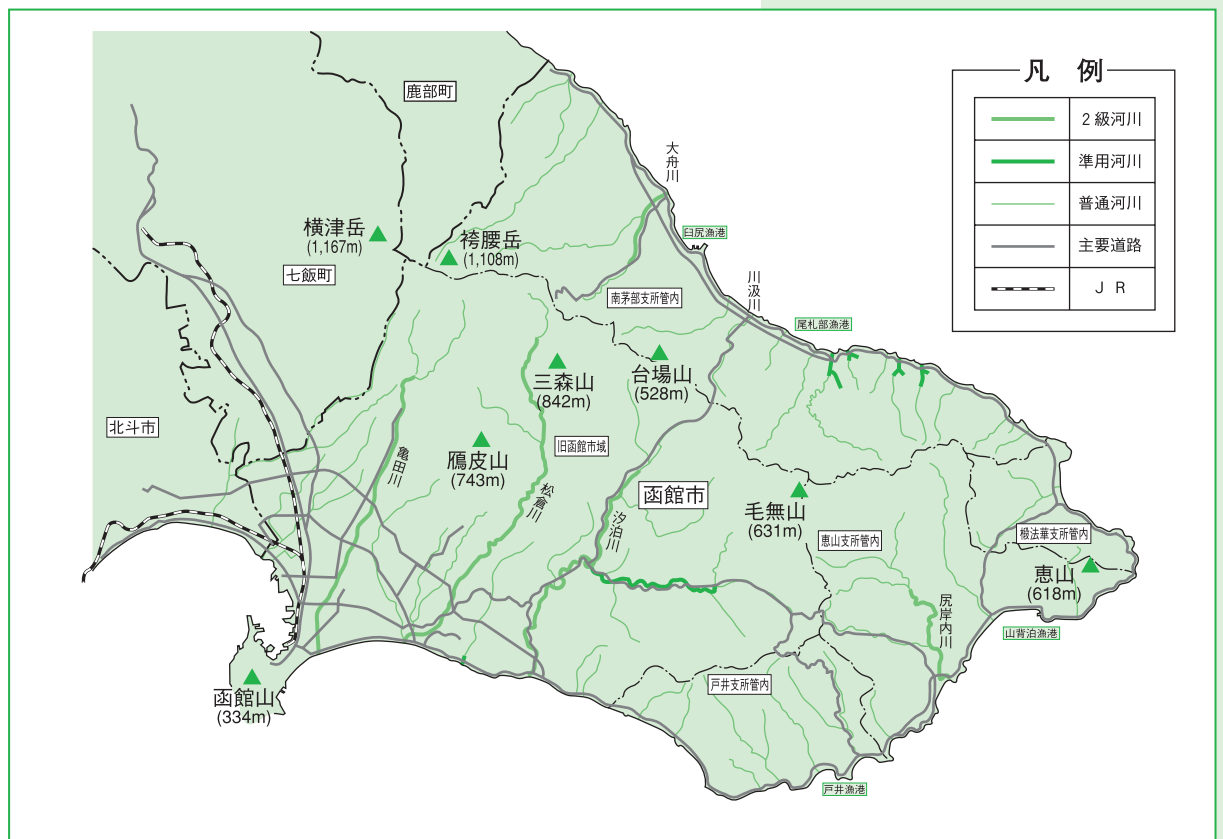 凡 例
2級河川
準用河川
普通河川
主要道路
J R
鹿部町
大舟川
臼尻漁港
横津岳
(1,167m)
袴腰岳
(1,108m)
七飯町
南茅部支所管内
川汲川
尾札部漁港
三森山
(842m)
台場山
(528m)
北斗市
亀田川
雁皮山
(743m)
旧函館市域
松倉川
函館市
汐泊川
毛無山
(631m)
恵山支所管内
椴法華支所管内
恵山
(618m)
尻岸内川
山背泊漁港
戸井支所管内
函館山
(334m)
戸井漁港